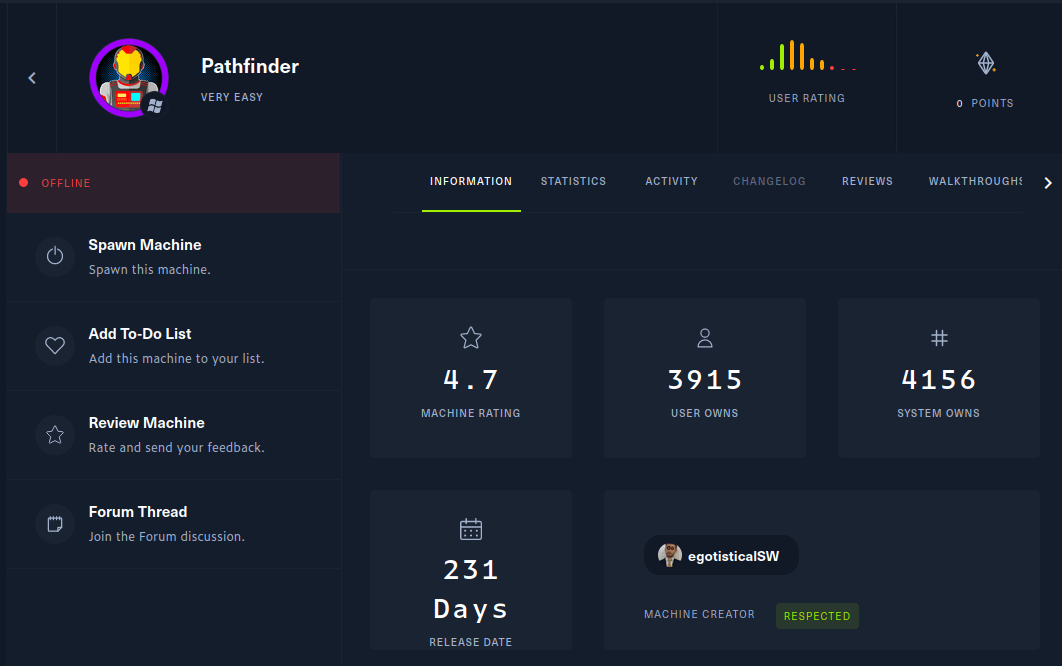 Pathfinder
VERY EASY
USER RATING
0 POINTS
OFFLINE
INFORMATION STATISTICS ACTIVITY CHANGELOG REVIEWS WALKTHROUGHS
Spawn Machine
Spawn this machine.
Add To-Do List
Add this machine to your list.
Review Machine
Rate and send your feedback.
Forum Thread
Join the Forum discussion.
4.7
MACHINE RATING
3915
USER OWNS
4156
SYSTEM OWNS
231
Days
RELEASE DATE
egotisticalSW
MACHINE CREATOR RESPECTED